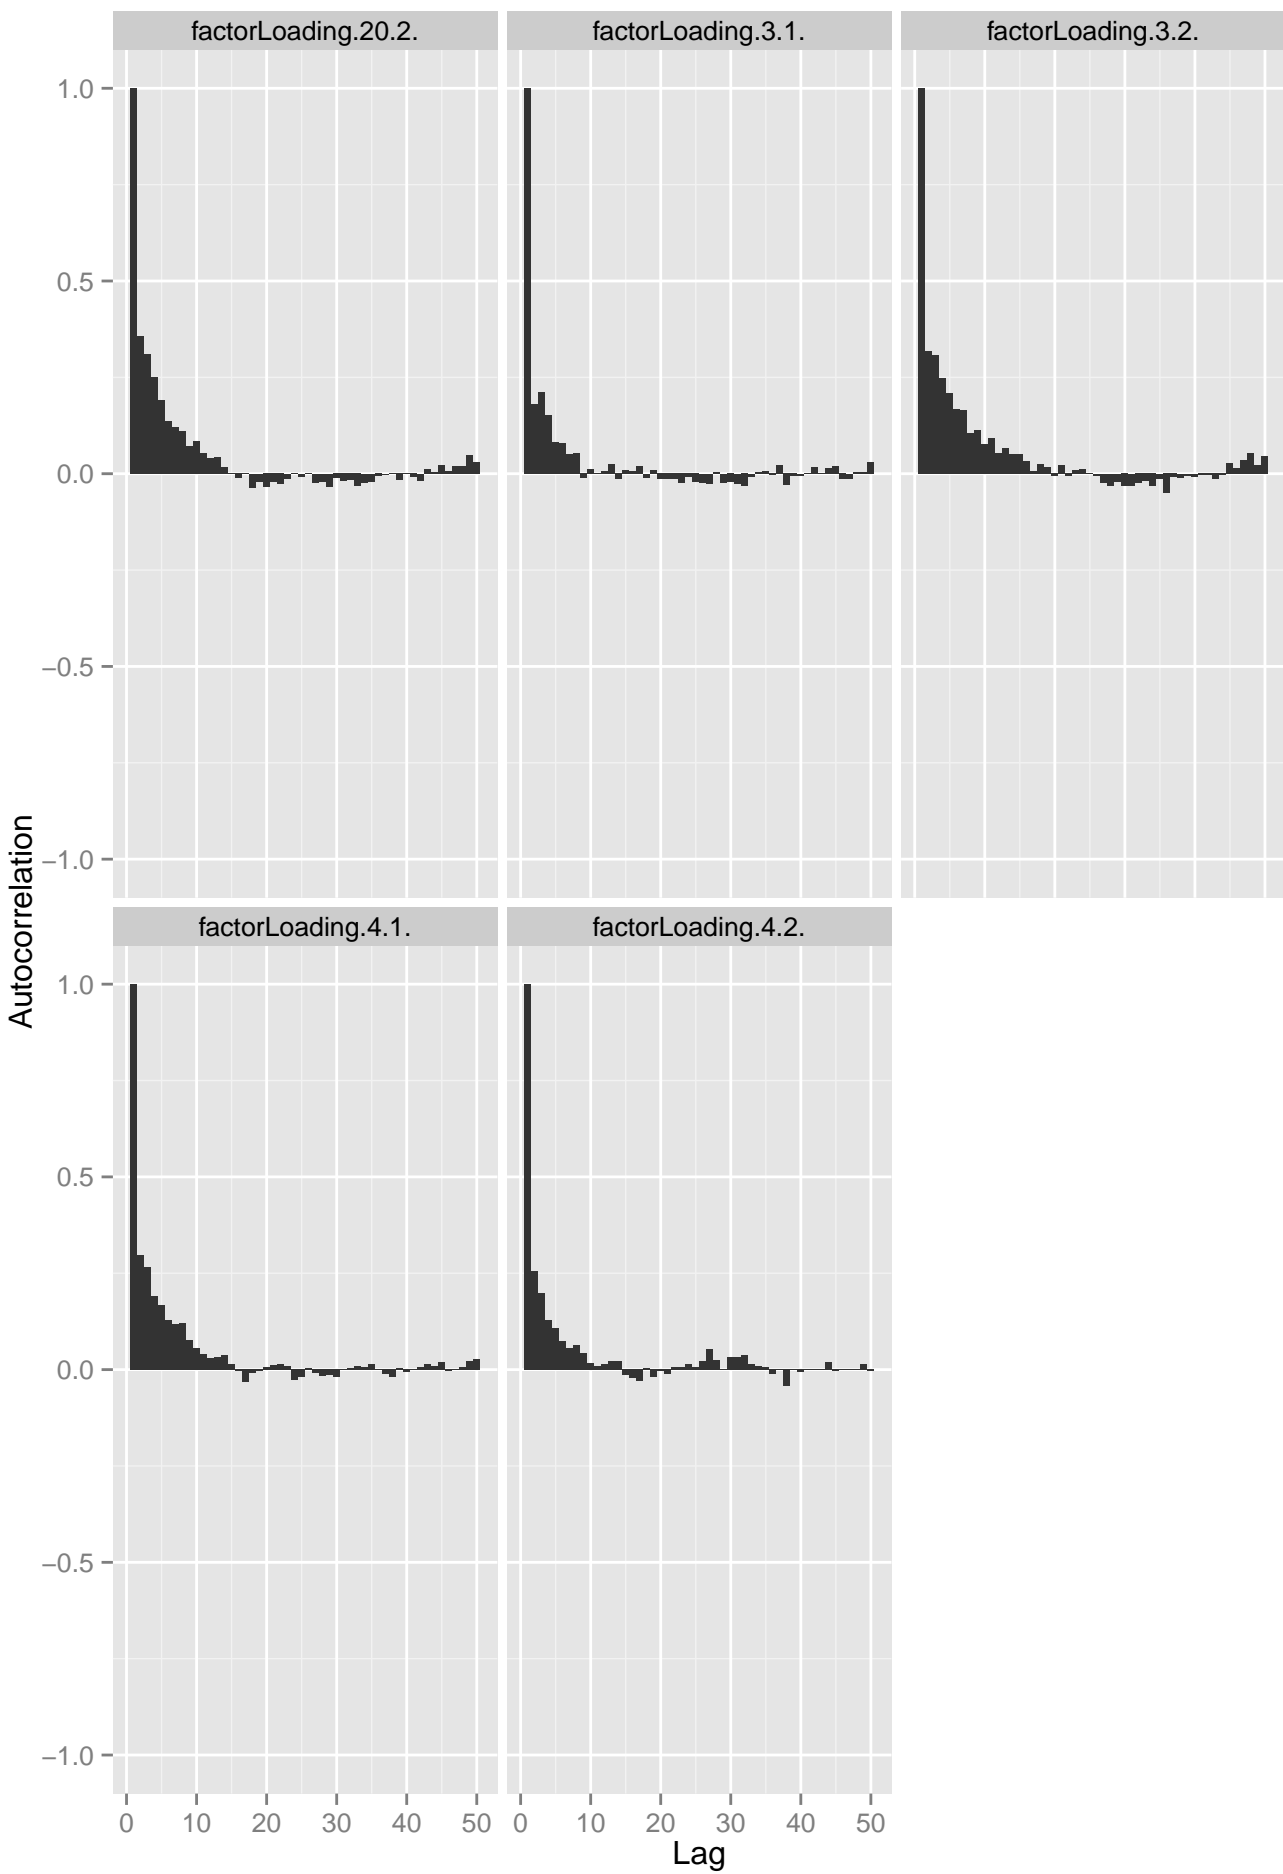 factorLoading.20.2. factorLoading.3.1. factorLoading.3.2.
1.0
0.5
0.0
−0.5
−1.0
Autocorrelation
factorLoading.4.1. factorLoading.4.2.
1.0
0.5
0.0
−0.5
−1.0
0 10 20 30 40 50 0 10 20 30 40 50
Lag